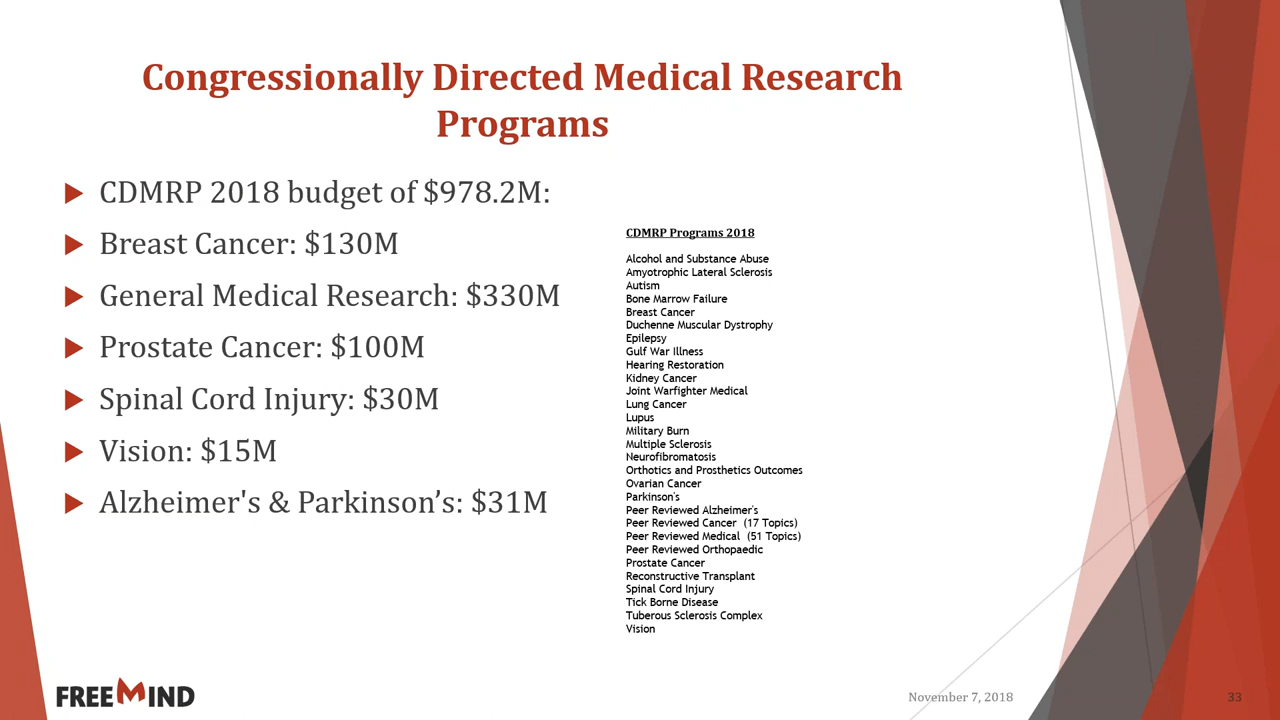 Congressionally Directed Medical Research
Programs
CDMRP 2018 budget of $978.2M:
Breast Cancer: $130M
General Medical Research: $330M
Prostate Cancer: $100M
Spinal Cord Injury: $30M
Vision: $15M
Alzheimer's & Parkinson’s: $31M
CDMRP Programs 2018
Alcohol and Substance Abuse
Amyotrophic Lateral Sclerosis
Autism
Bone Marrow Failure
Breast Cancer
Duchenne Muscular Dystrophy
Epilepsy
Gulf War Illness
Hearing Restoration
Kidney Cancer
Joint Warfighter Medical
Lung Cancer
Lupus
Military Burn
Multiple Sclerosis
Neurofibromatosis
Orthotics and Prosthetics Outcomes
Ovarian Cancer
Parkinson's
Peer Reviewed Alzheimer's
Peer Reviewed Cancer (17 Topics)
Peer Reviewed Medical (51 Topics)
Peer Reviewed Orthopaedic
Prostate Cancer
Reconstructive Transplant
Spinal Cord Injury
Tick Borne Disease
Tuberous Sclerosis Complex
Vision
FREEMIND
November 7, 2018
33